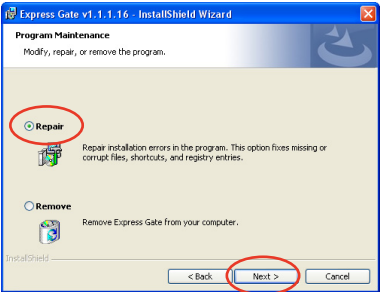 Express Gate v1.1.1.16 - InstallShield Wizard
Program Maintenance
Modify, repair, or remove the program.
Repair
Repair installation errors in the program. This option fixes missing or
corrupt files, shortcuts, and registry entries.
Remove
Remove Express Gate from your computer.
InstallShield
< Back Next > Cancel